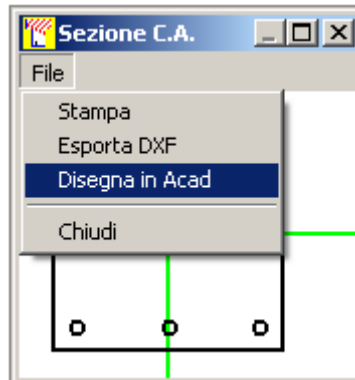 Sezione C.A.
File
Stampa
Esporta DXF
Disegna in Acad
Chiudi